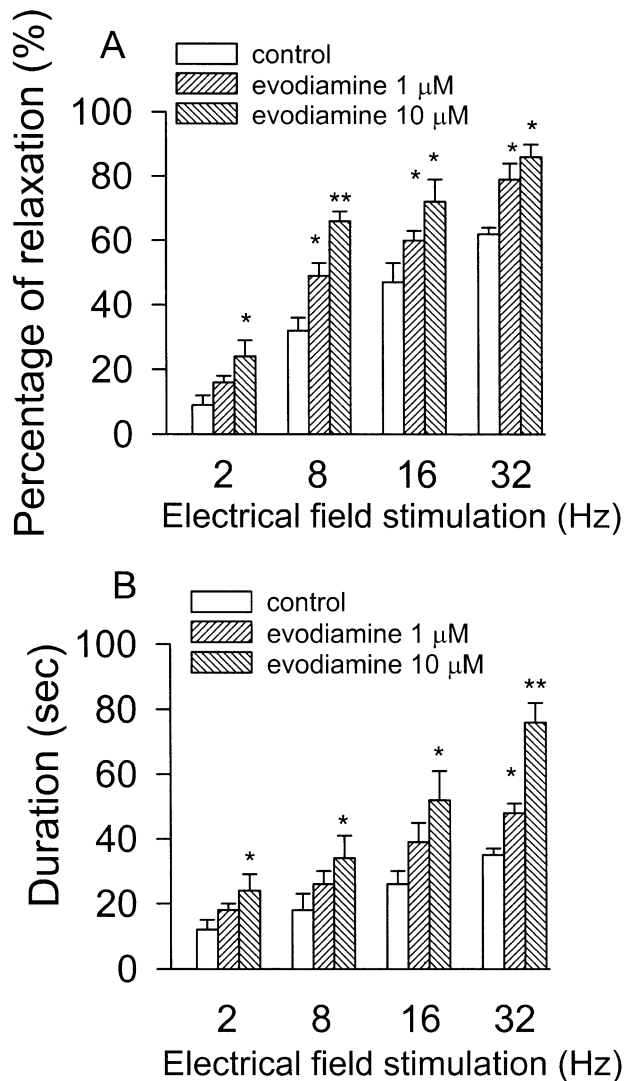 A
control
evodiamine 1 μM
evodiamine 10 μM
Percentage of relaxation (%)
100
80
60
40
20
0
*
* **
* *
* *
2 8 16 32
Electrical field stimulation (Hz)
B
control
evodiamine 1 μM
evodiamine 10 μM
Duration (sec)
100
80
60
40
20
0
*
*
*
* **
2 8 16 32
Electrical field stimulation (Hz)